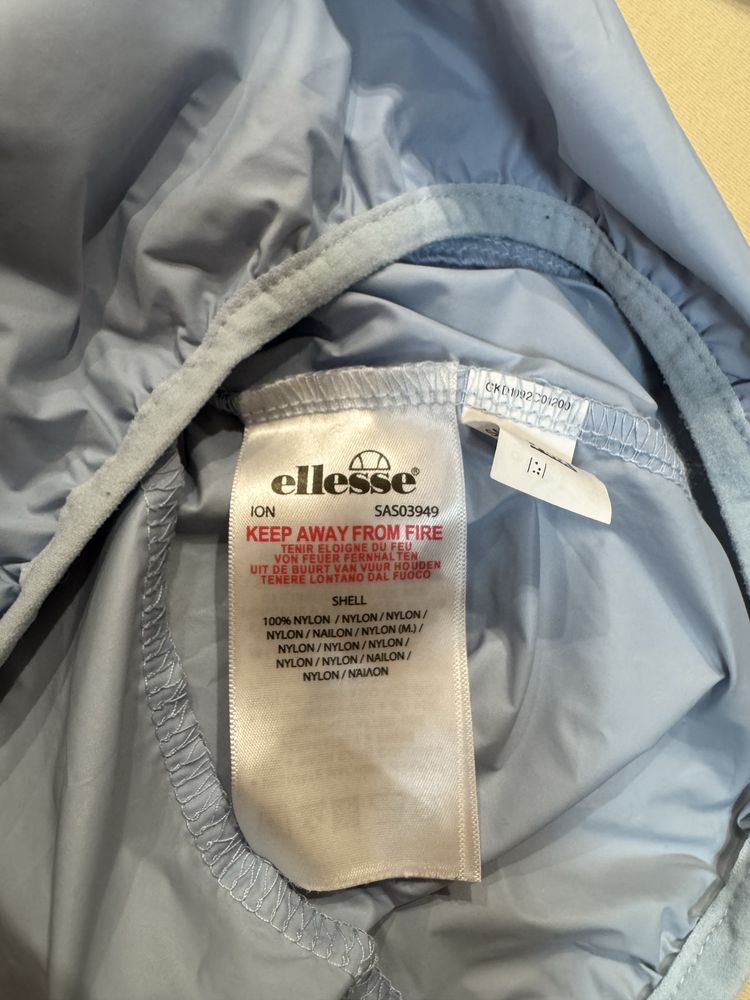 ellesse®
ION SAS03949
KEEP AWAY FROM FIRE
TENIR ELOIGNE DU FEU
VON FEUER FERNHALTEN
UIT DE BUURT VAN VUUR HOUDEN
TENERE LONTANO DAL FUOCO
SHELL
100% NYLON / NYLON / NYLON /
NYLON / NAILON / NYLON (M.) /
NYLON / NYLON / NYLON /
NYLON / NYLON / NAILON /
NYLON / ΝΆΙΛΟΝ
GKD1092C01200